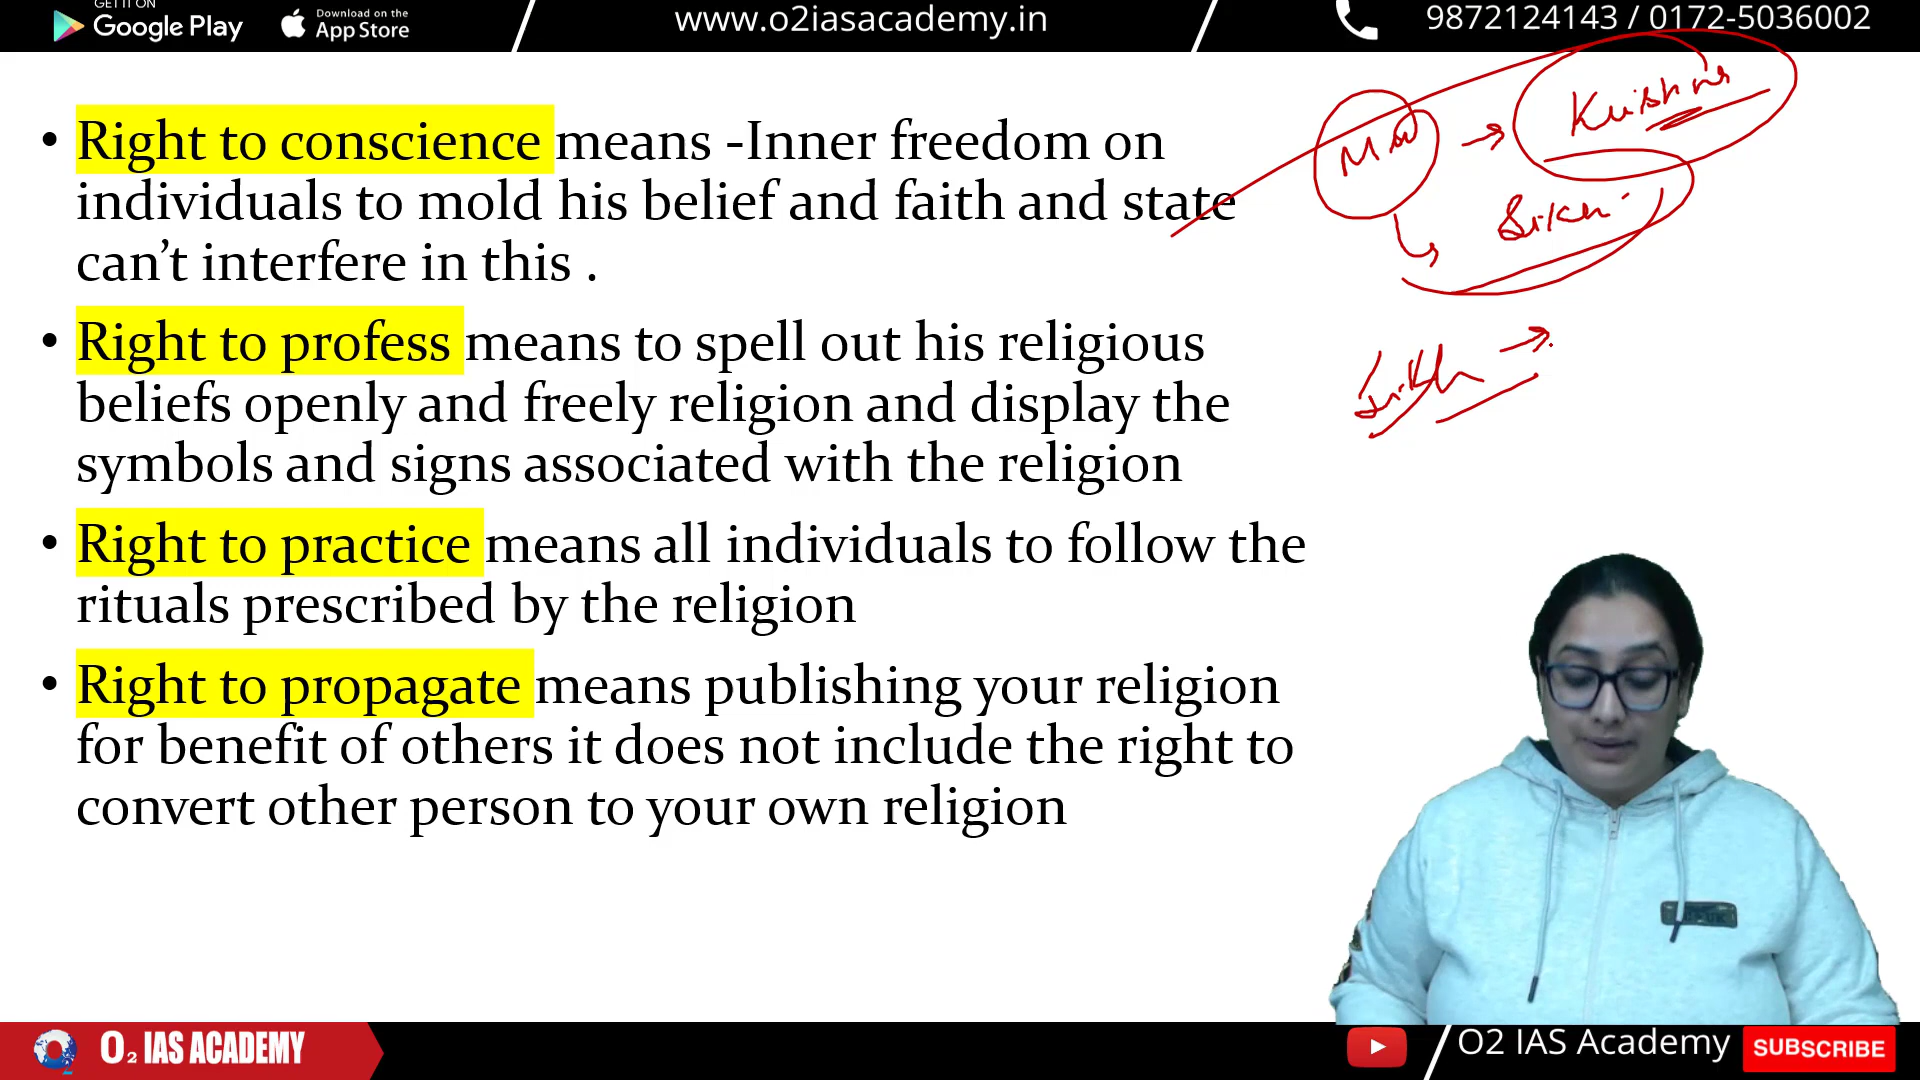 GET IT ON
Google Play
Download on the
App Store
www.o2iasacademy.in
9872124143 / 0172-5036002
• Right to conscience means -Inner freedom on
individuals to mold his belief and faith and state
can’t interfere in this .
• Right to profess means to spell out his religious
beliefs openly and freely religion and display the
symbols and signs associated with the religion
• Right to practice means all individuals to follow the
rituals prescribed by the religion
• Right to propagate means publishing your religion
for benefit of others it does not include the right to
convert other person to your own religion
Krishna
Sikh
O2 IAS ACADEMY
O2 IAS Academy
SUBSCRIBE